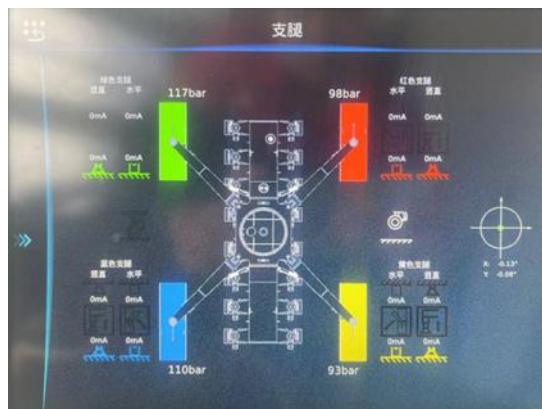 支腿
绿色支腿
竖直 水平
117bar
98bar
红色支腿
水平 竖直
0mA 0mA
0mA 0mA
0mA 0mA
0mA 0mA
X: -0.13°
Y: -0.08°
蓝色支腿
竖直 水平
黄色支腿
水平 竖直
0mA 0mA
0mA 0mA
0mA 0mA
0mA 0mA
110bar
93bar